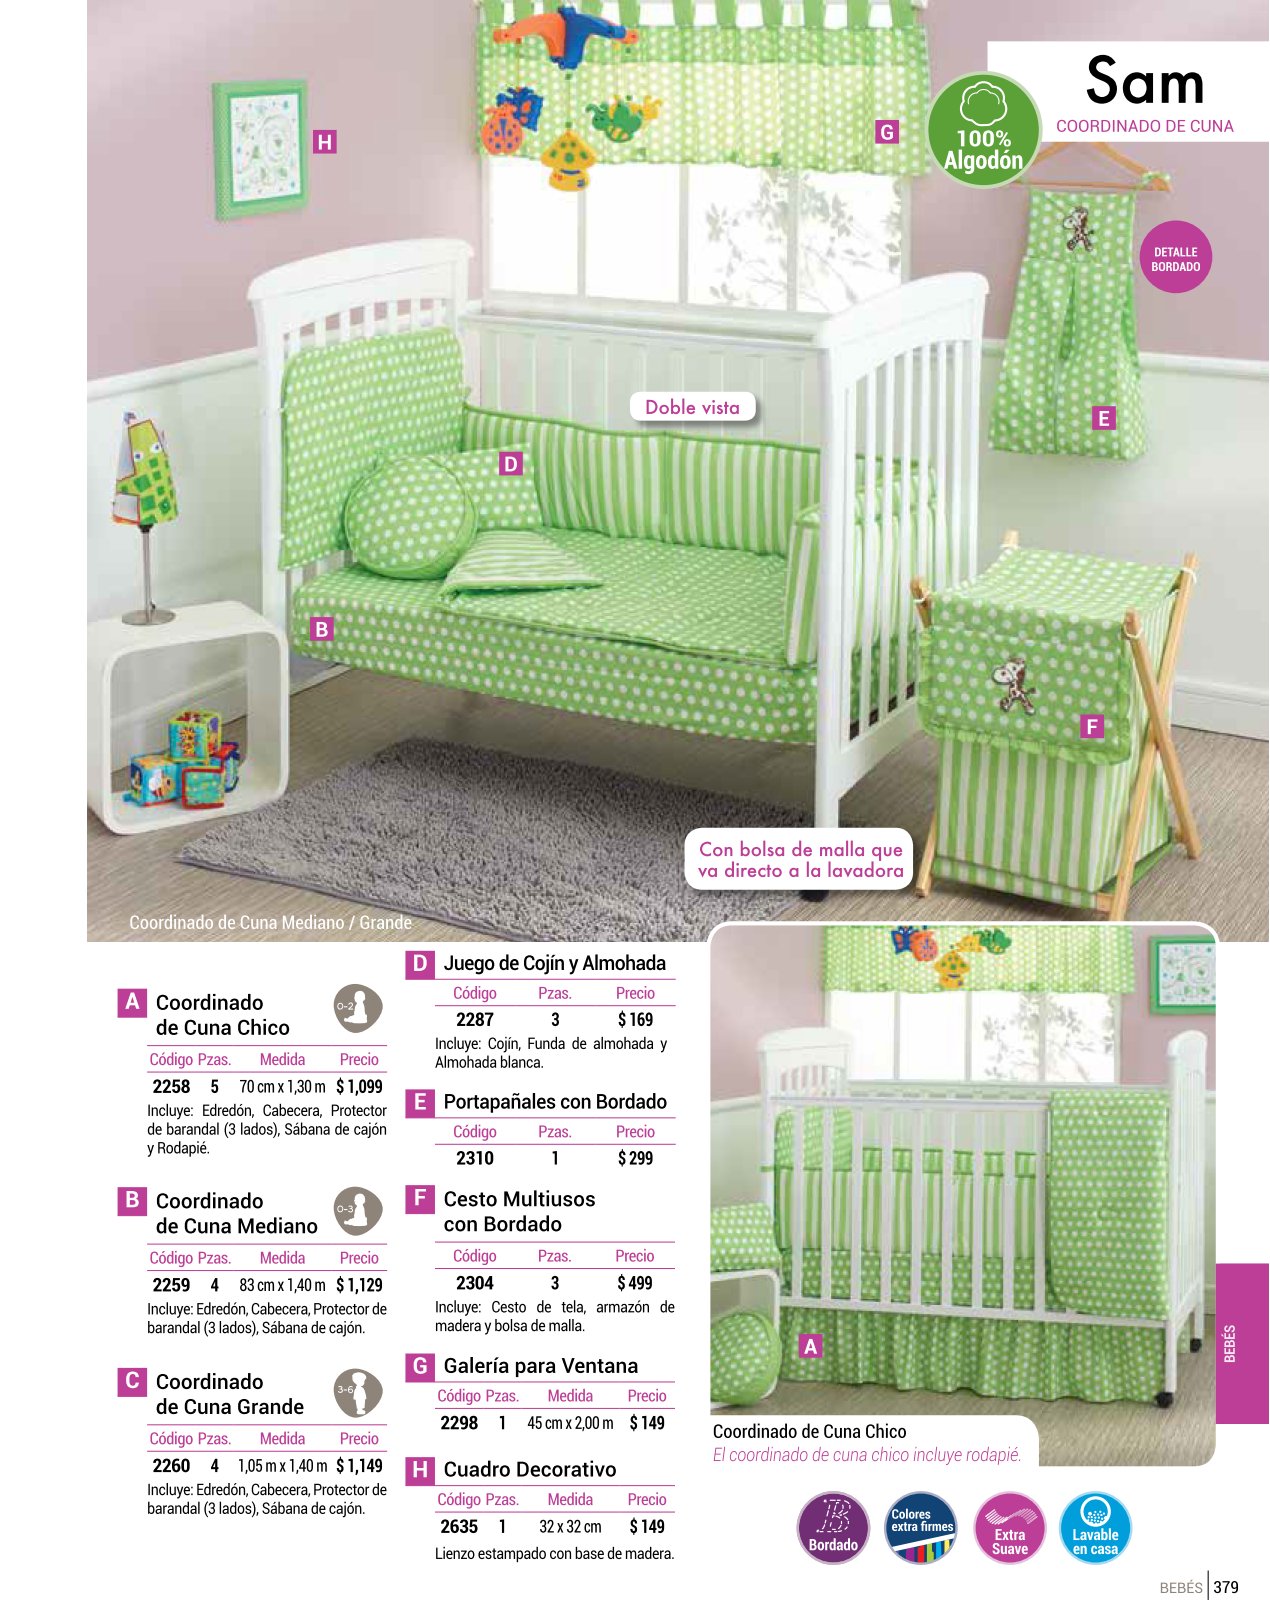 Sam
COORDINADO DE CUNA
100%
Algodón
H
G
DETALLE
BORDADO
E
Doble vista
D
B
F
Con bolsa de malla que
va directo a la lavadora
Coordinado de Cuna Mediano / Grande
A Coordinado
de Cuna Chico
0-2
Código Pzas. Medida Precio
2258 5 70 cm x 1,30 m $ 1,099
Incluye: Edredón, Cabecera, Protector
de barandal (3 lados), Sábana de cajón
y Rodapié.
B Coordinado
de Cuna Mediano
0-3
Código Pzas. Medida Precio
2259 4 83 cm x 1,40 m $ 1,129
Incluye: Edredón, Cabecera, Protector de
barandal (3 lados), Sábana de cajón.
C Coordinado
de Cuna Grande
3-6
Código Pzas. Medida Precio
2260 4 1,05 m x 1,40 m $ 1,149
Incluye: Edredón, Cabecera, Protector de
barandal (3 lados), Sábana de cajón.
D Juego de Cojín y Almohada
Código Pzas. Precio
2287 3 $ 169
Incluye: Cojín, Funda de almohada y
Almohada blanca.
E Portapañales con Bordado
Código Pzas. Precio
2310 1 $ 299
F Cesto Multiusos
con Bordado
Código Pzas. Precio
2304 3 $ 499
Incluye: Cesto de tela, armazón de
madera y bolsa de malla.
G Galería para Ventana
Código Pzas. Medida Precio
2298 1 45 cm x 2,00 m $ 149
H Cuadro Decorativo
Código Pzas. Medida Precio
2635 1 32 x 32 cm $ 149
Lienzo estampado con base de madera.
A
Coordinado de Cuna Chico
El coordinado de cuna chico incluye rodapié.
BEBÉS
B
Bordado
Colores
extra firmes
Extra
Suave
Lavable
en casa
BEBÉS 379